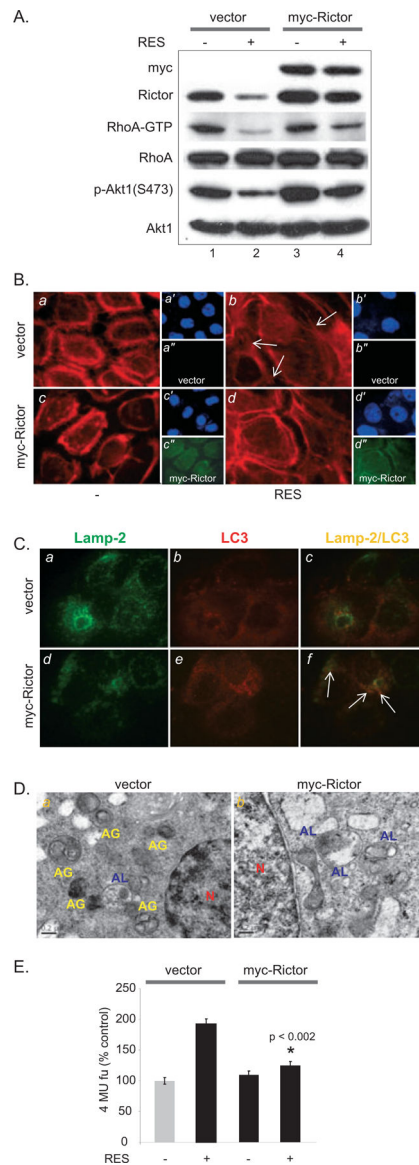 A.
vector myc-Rictor
RES - + - +
myc
Rictor
RhoA-GTP
RhoA
p-Akt1(S473)
Akt1
1 2 3 4
B.
vector
a a' b b'
a" b"
vector vector
myc-Rictor
c c' d d'
c" d"
myc-Rictor myc-Rictor
- RES
C.
Lamp-2 LC3 Lamp-2/LC3
vector
a b c
myc-Rictor
d e f
D.
vector myc-Rictor
a
AG
AG
AG
AL
AG
AG
N
AL
AL
AL
N
E.
vector myc-Rictor
4 MU fu (% control)
250
200
150
100
50
0
p < 0.002
*
RES - + - +